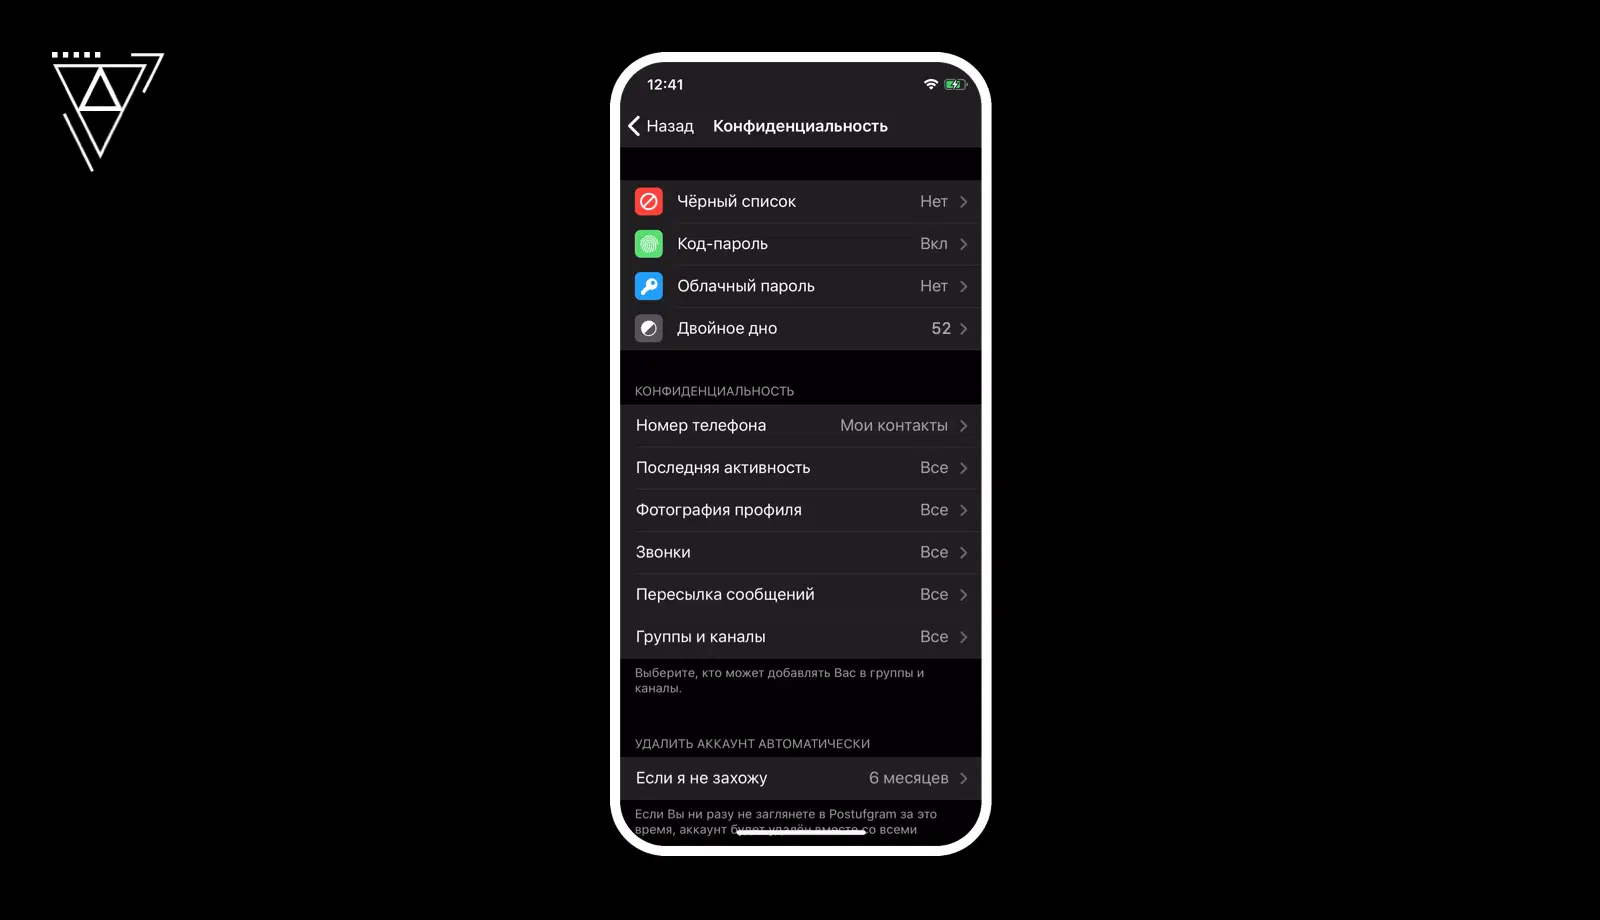 12:41
Назад Конфиденциальность
Чёрный список Нет
Код-пароль Вкл
Облачный пароль Нет
Двойное дно 52
КОНФИДЕНЦИАЛЬНОСТЬ
Номер телефона Мои контакты
Последняя активность Все
Фотография профиля Все
Звонки Все
Пересылка сообщений Все
Группы и каналы Все
Выберите, кто может добавлять Вас в группы и
каналы.
УДАЛИТЬ АККАУНТ АВТОМАТИЧЕСКИ
Если я не захожу 6 месяцев
Если Вы ни разу не заглянете в Postufgram за это
время, аккаунт будет удалён вместе со всеми